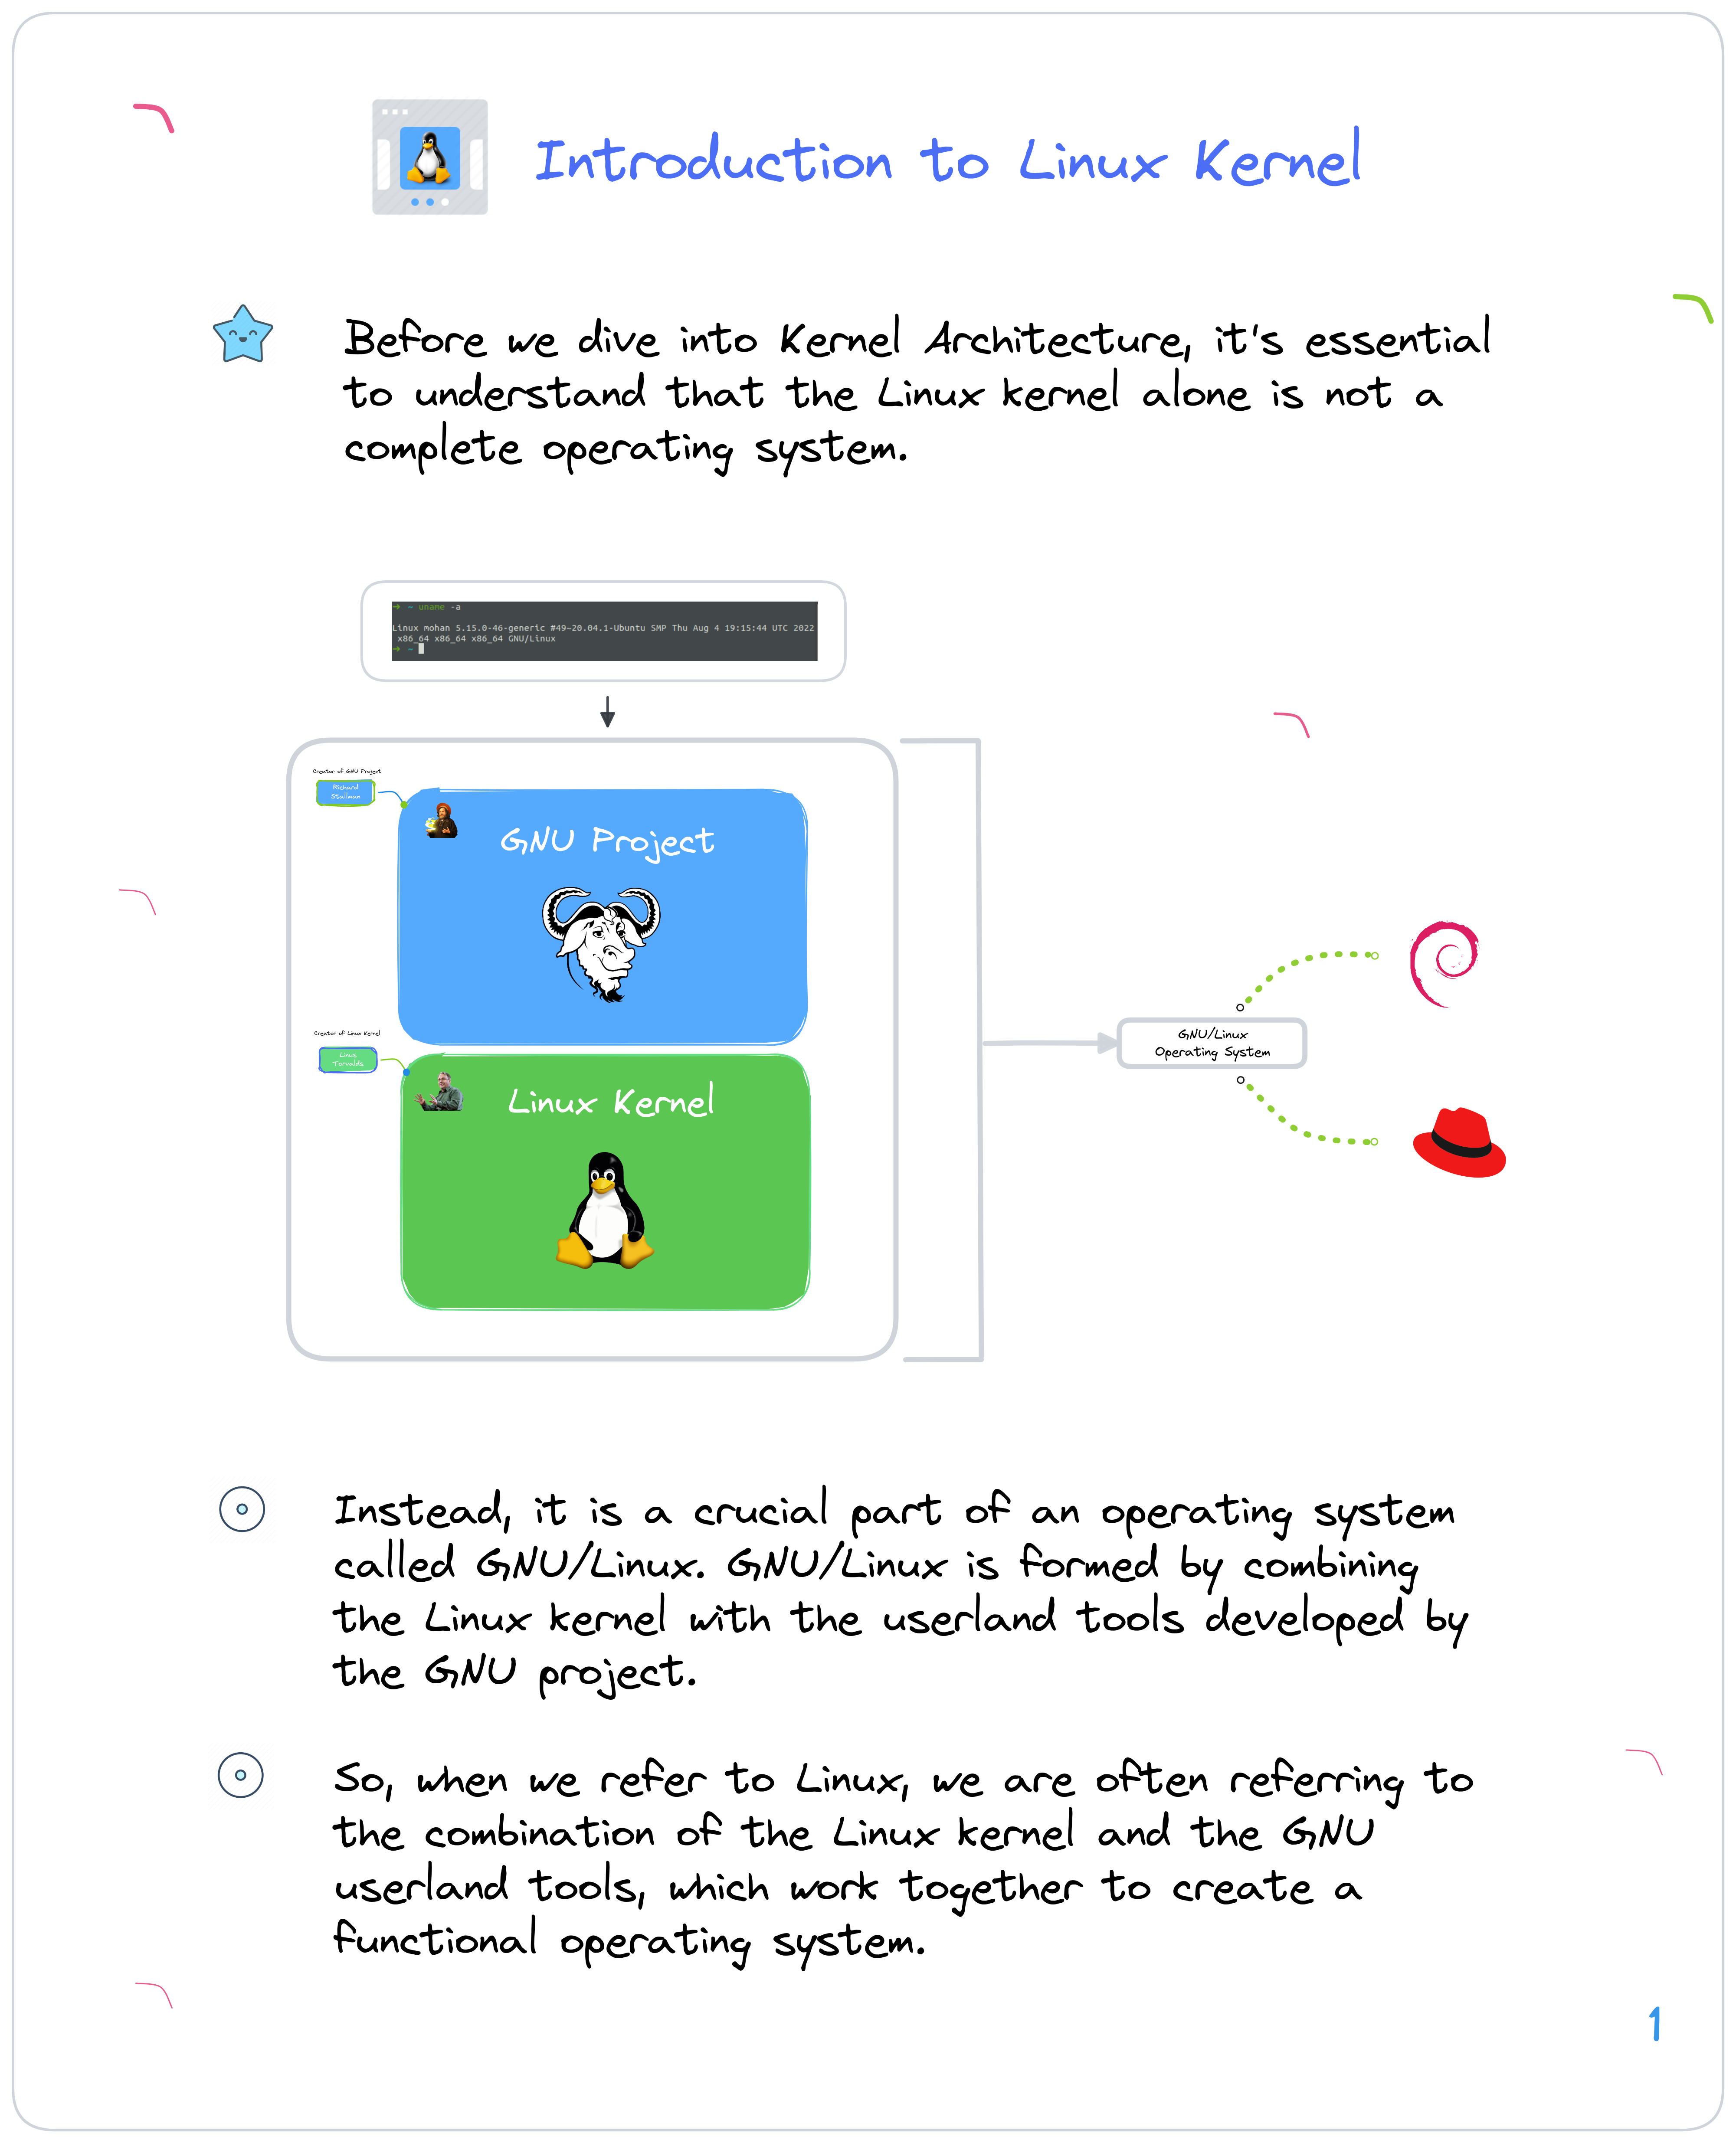 Introduction to Linux Kernel
Before we dive into Kernel Architecture, it's essential
to understand that the Linux kernel alone is not a
complete operating system.
➜ ~ uname -a
Linux mohan 5.15.0-46-generic #49~20.04.1-Ubuntu SMP Thu Aug 4 19:15:44 UTC 2022
x86_64 x86_64 x86_64 GNU/Linux
➜ ~
Creator of GNU Project
Richard
Stallman
GNU Project
Creator of Linux Kernel
Linus
Torvalds
Linux Kernel
GNU/Linux
Operating System
Instead, it is a crucial part of an operating system
called GNU/Linux. GNU/Linux is formed by combining
the Linux kernel with the userland tools developed by
the GNU project.
So, when we refer to Linux, we are often referring to
the combination of the Linux kernel and the GNU
userland tools, which work together to create a
functional operating system.
1